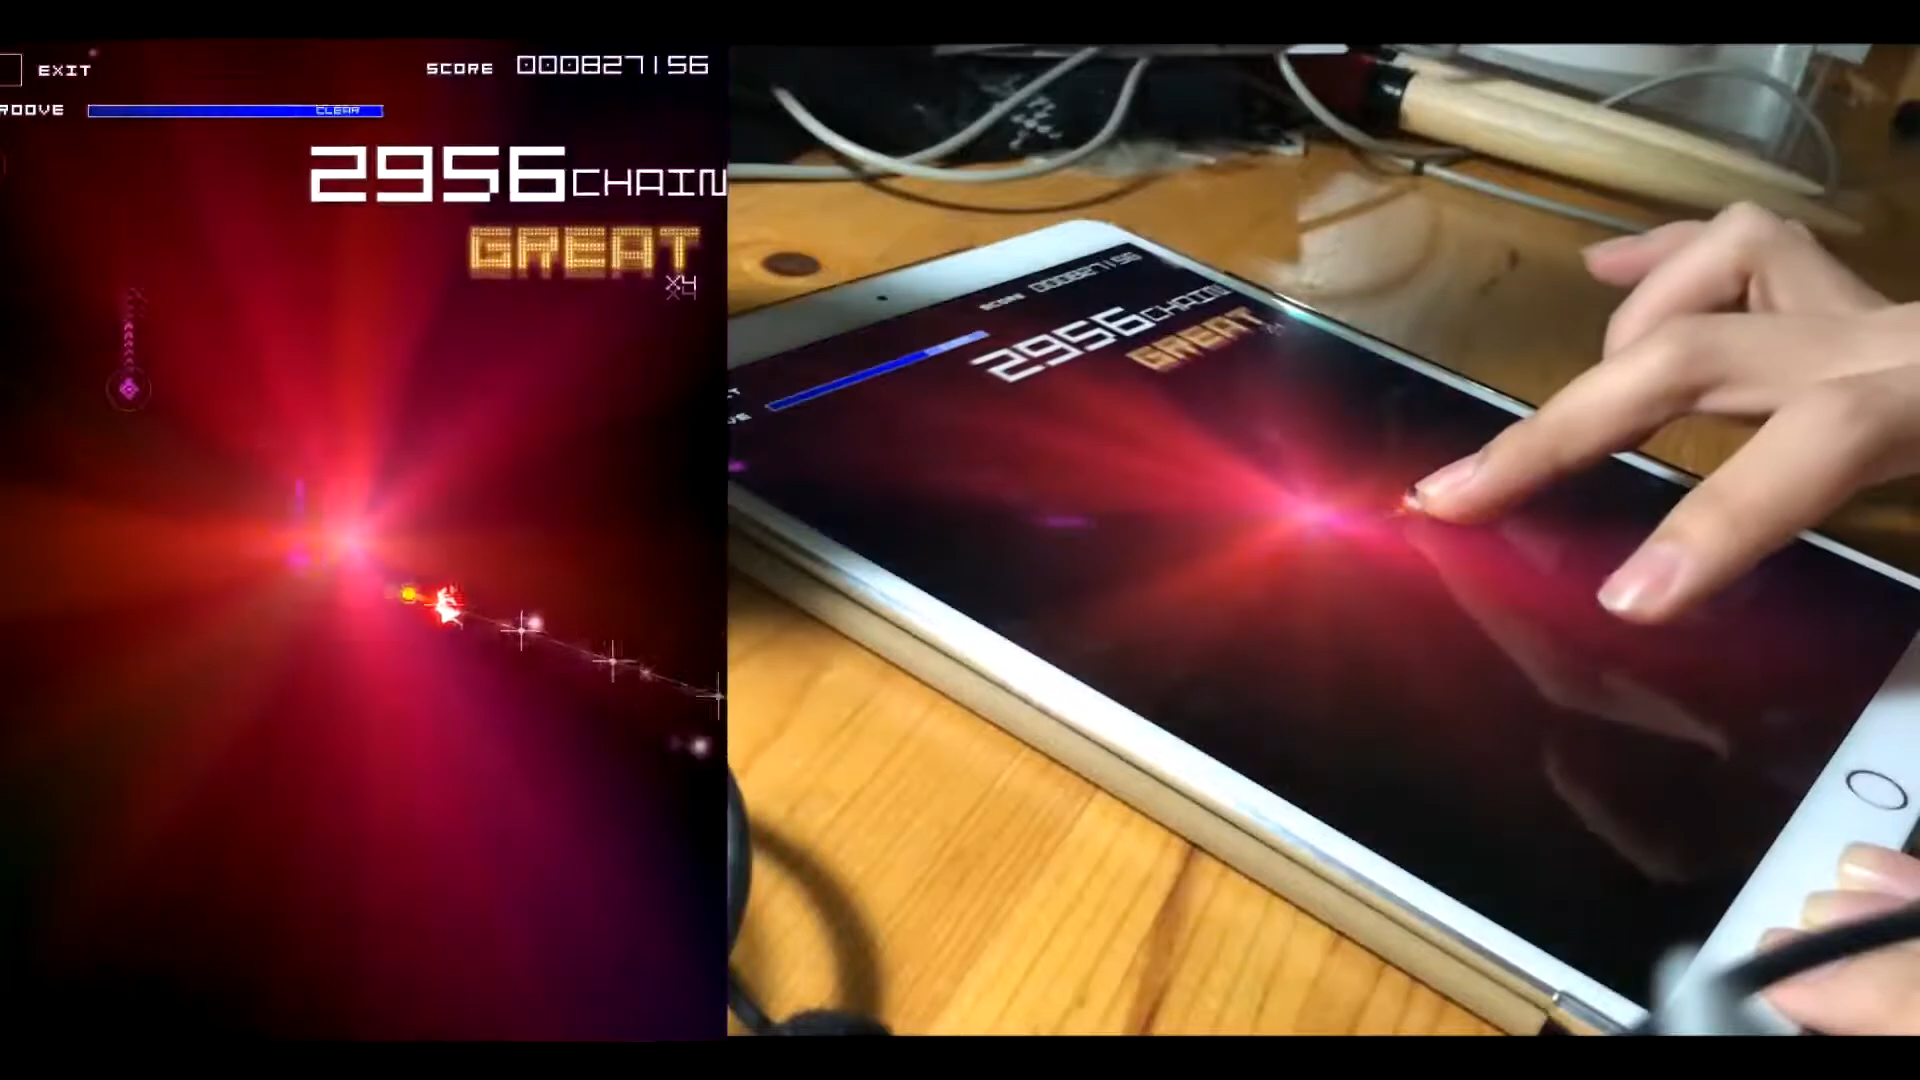 EXIT
SCORE 000827156
ROOVE CLEAR
2956CHAIN
GREAT
X4
SCORE 000827156
2956CHAIN
GREAT